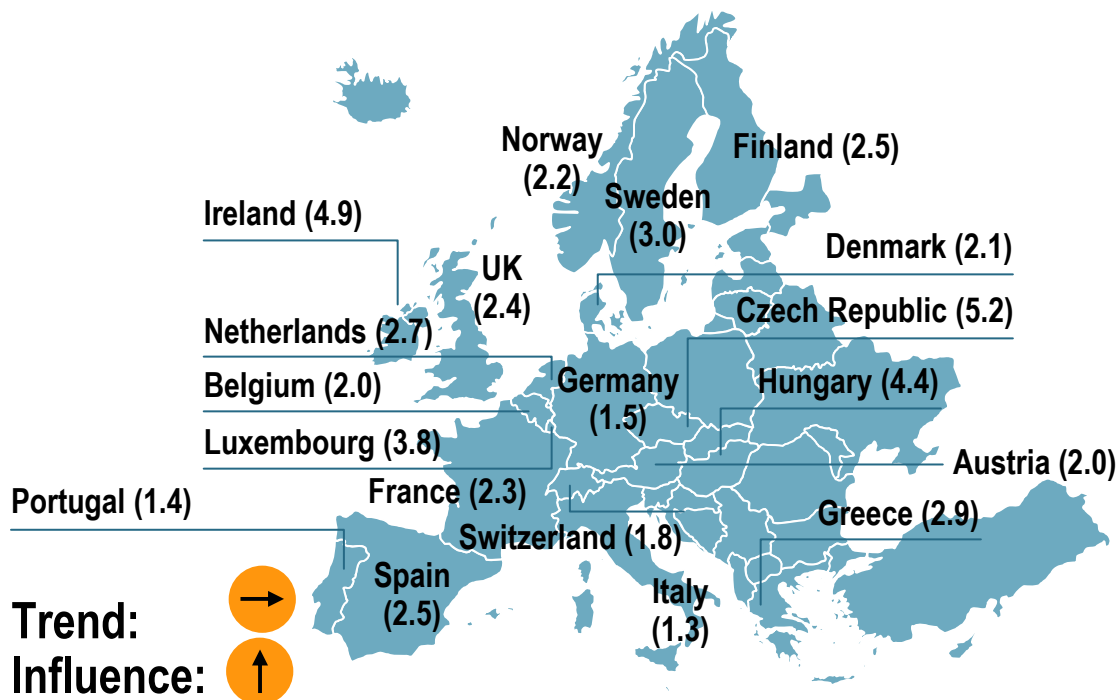 Norway
(2.2)
Finland (2.5)
Sweden
(3.0)
Ireland (4.9)
Denmark (2.1)
UK
(2.4)
Czech Republic (5.2)
Netherlands (2.7)
Belgium (2.0)
Germany
(1.5)
Hungary (4.4)
Luxembourg (3.8)
Austria (2.0)
France (2.3)
Portugal (1.4)
Greece (2.9)
Switzerland (1.8)
Spain
(2.5)
Italy
(1.3)
Trend:
Influence: